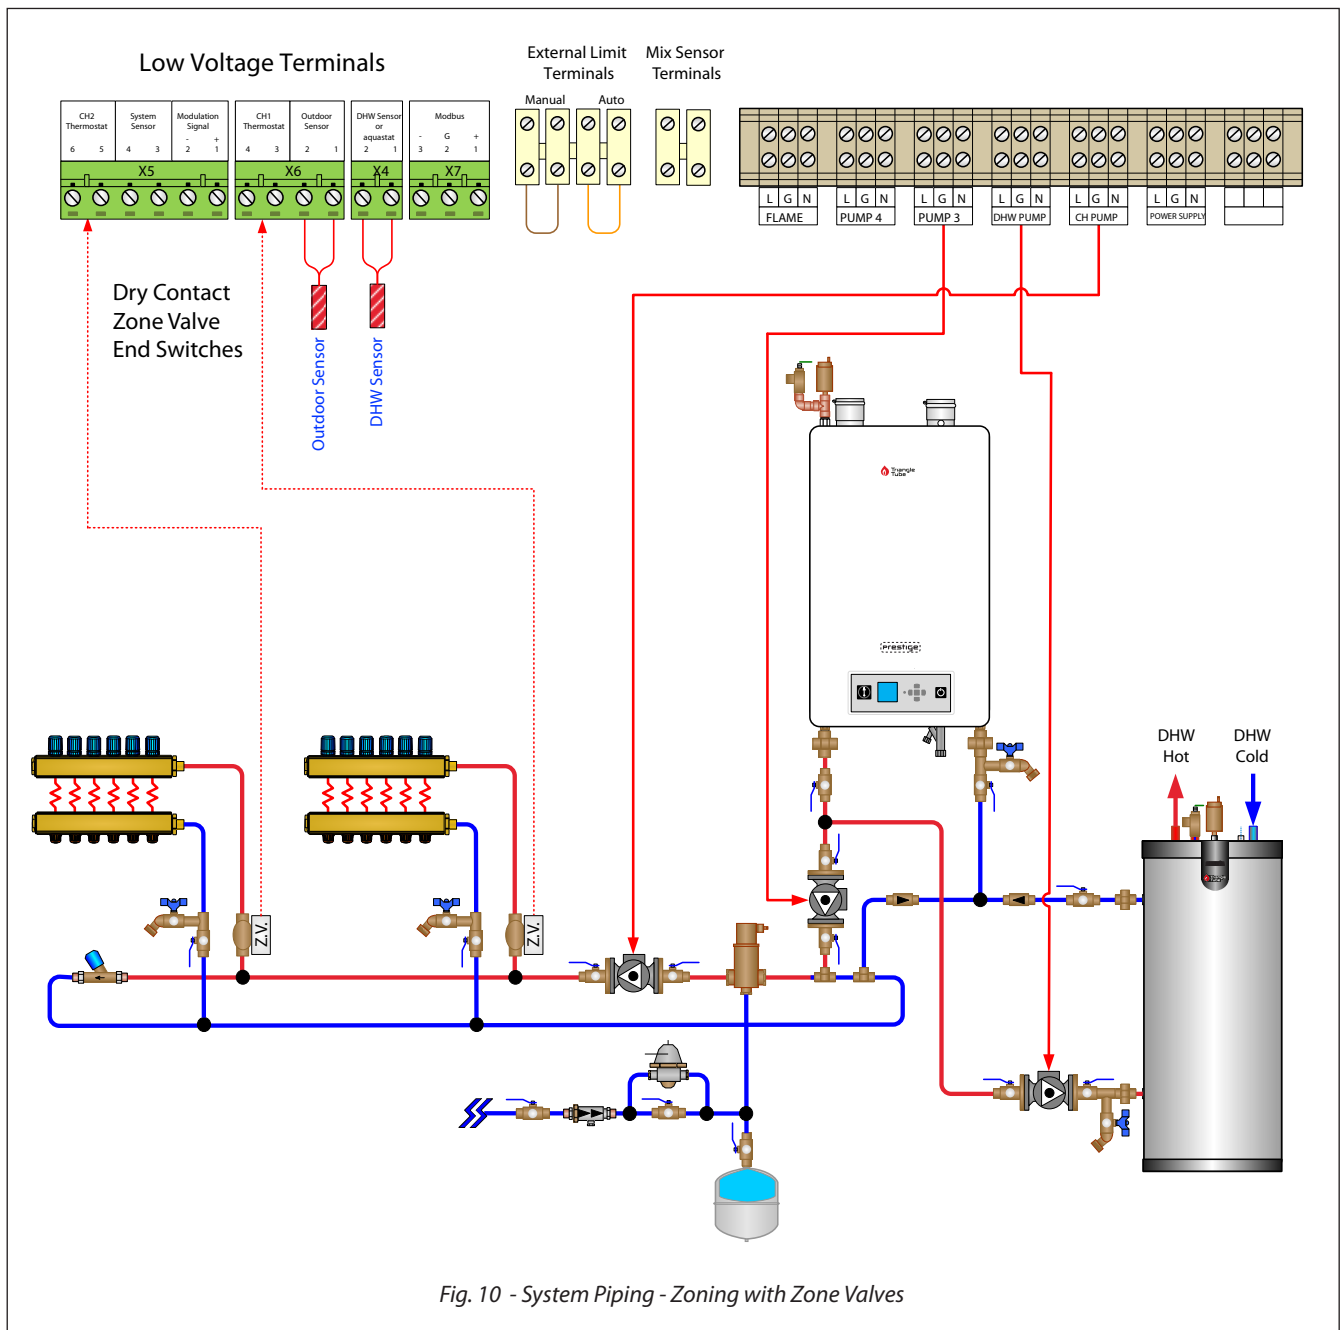 Low Voltage Terminals
External Limit
Terminals
Mix Sensor
Terminals
Manual
Auto
CH2
Thermostat
6 5
System
Sensor
4 3
Modulation
Signal
- +
2 1
CH1
Thermostat
4 3
Outdoor
Sensor
2 1
DHW Sensor
or
aquastat
2 1
Modbus
- G +
3 2 1
X5
X6
X4
X7
L G N
L G N
L G N
L G N
L G N
L G N
FLAME
PUMP 4
PUMP 3
DHW PUMP
CH PUMP
POWER SUPPLY
Dry Contact
Zone Valve
End Switches
Outdoor Sensor
DHW Sensor
Triangle
Tube
Prestige
DHW
Hot
DHW
Cold
Z.V.
Z.V.
Fig. 10 - System Piping - Zoning with Zone Valves